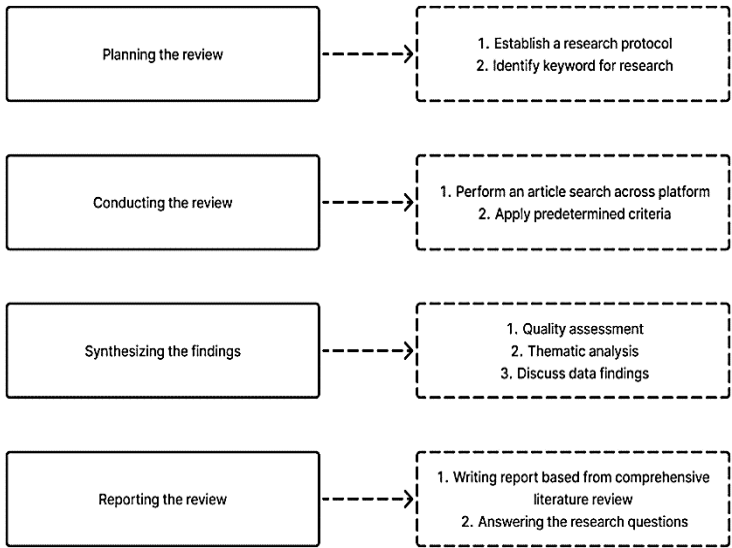 Planning the review
1. Establish a research protocol
2. Identify keyword for research
Conducting the review
1. Perform an article search across platform
2. Apply predetermined criteria
Synthesizing the findings
1. Quality assessment
2. Thematic analysis
3. Discuss data findings
Reporting the review
1. Writing report based from comprehensive
literature review
2. Answering the research questions